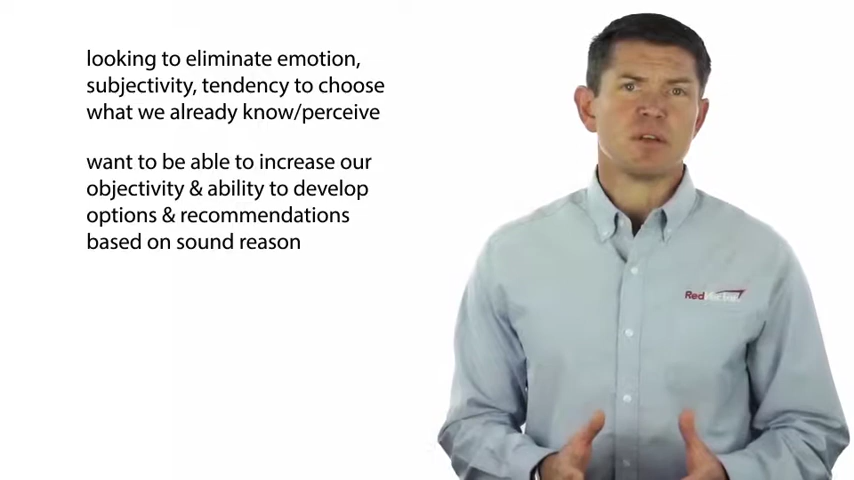 looking to eliminate emotion,
subjectivity, tendency to choose
what we already know/perceive
want to be able to increase our
objectivity & ability to develop
options & recommendations
based on sound reason
Red